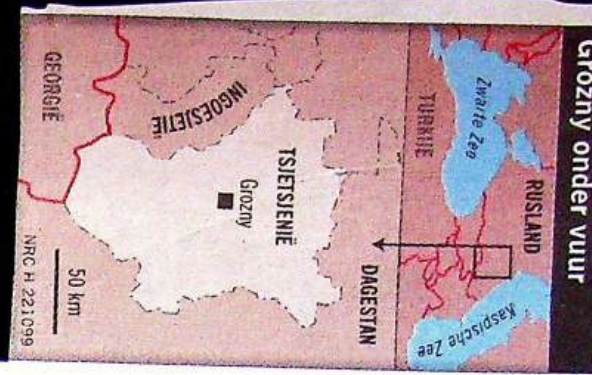 Grozny onder vuur
RUSLAND
Zwarte Zee
Kaspische Zee
TURKIJE
DAGESTAN
TSJETSJENIË
Grozny
INGOESJETIË
GEORGIË
50 km
NRC H 221099